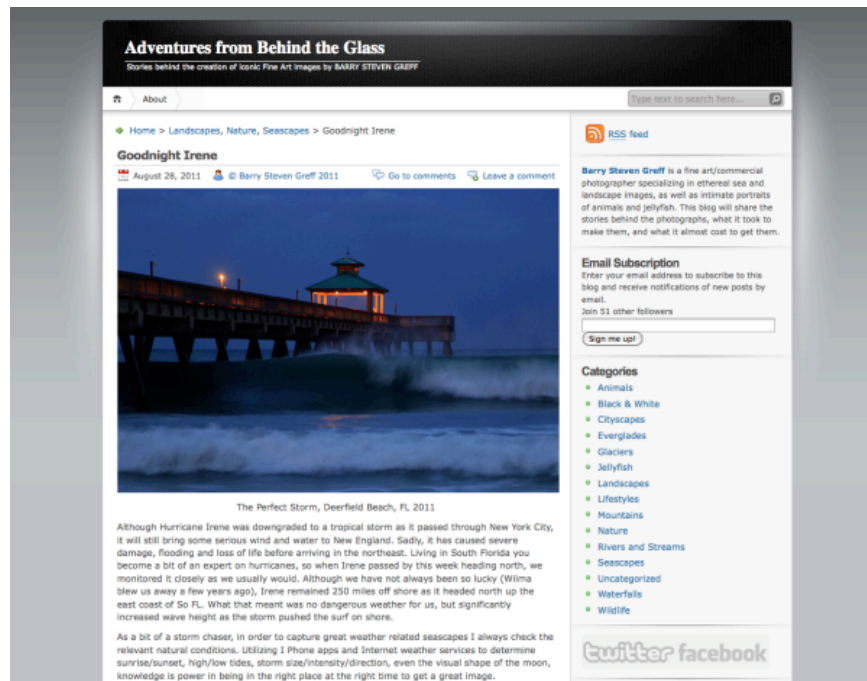 Adventures from Behind the Glass
Stories behind the creation of iconic Fine Art images by BARRY STEVEN GREFF
About
Type text to search here...
Home > Landscapes, Nature, Seascapes > Goodnight Irene
Goodnight Irene
August 28, 2011 © Barry Steven Greff 2011 Go to comments Leave a comment
The Perfect Storm, Deerfield Beach, FL 2011
Although Hurricane Irene was downgraded to a tropical storm as it passed through New York City,
it will still bring some serious wind and water to New England. Sadly, it has caused severe
damage, flooding and loss of life before arriving in the northeast. Living in South Florida you
become a bit of an expert on hurricanes, so when Irene passed by this week heading north, we
monitored it closely as we usually would. Although we have not always been so lucky (Wilma
blew us away a few years ago), Irene remained 250 miles off shore as it headed north up the
east coast of So FL. What that meant was no dangerous weather for us, but significantly
increased wave height as the storm pushed the surf on shore.
As a bit of a storm chaser, in order to capture great weather related seascapes I always check the
relevant natural conditions. Utilizing I Phone apps and Internet weather services to determine
sunrise/sunset, high/low tides, storm size/intensity/direction, even the visual shape of the moon,
knowledge is power in being in the right place at the right time to get a great image.
RSS feed
Barry Steven Greff is a fine art/commercial
photographer specializing in ethereal sea and
landscape images, as well as intimate portraits
of animals and jellyfish. This blog will share the
stories behind the photographs, what it took to
make them, and what it almost cost to get them.
Email Subscription
Enter your email address to subscribe to this
blog and receive notifications of new posts by
email.
Join 51 other followers
Sign me up!
Categories
Animals
Black & White
Cityscapes
Everglades
Glaciers
Jellyfish
Landscapes
Lifestyles
Mountains
Nature
Rivers and Streams
Seascapes
Uncategorized
Waterfalls
Wildlife
twitter facebook